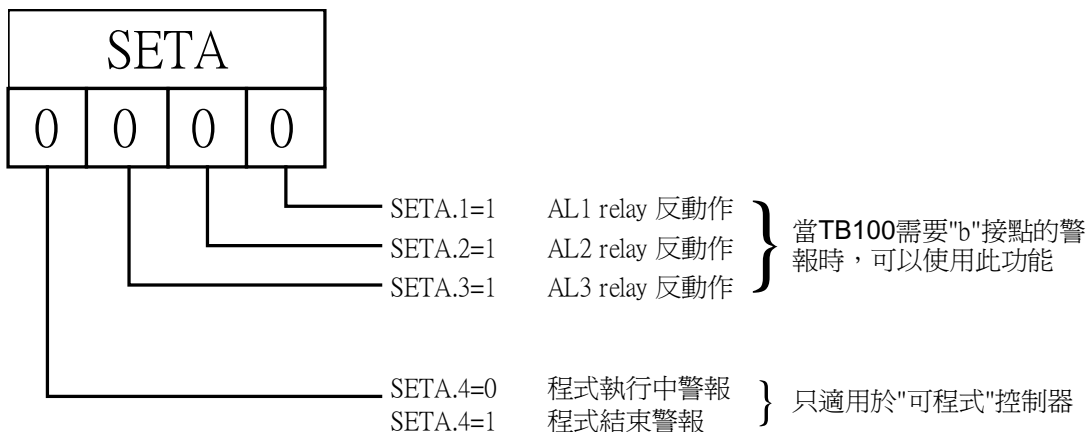 SETA
0 0 0 0
SETA.1=1 AL1 relay 反動作
SETA.2=1 AL2 relay 反動作
SETA.3=1 AL3 relay 反動作
當TB100需要"b"接點的警
報時，可以使用此功能
SETA.4=0 程式執行中警報
SETA.4=1 程式結束警報
只適用於"可程式"控制器